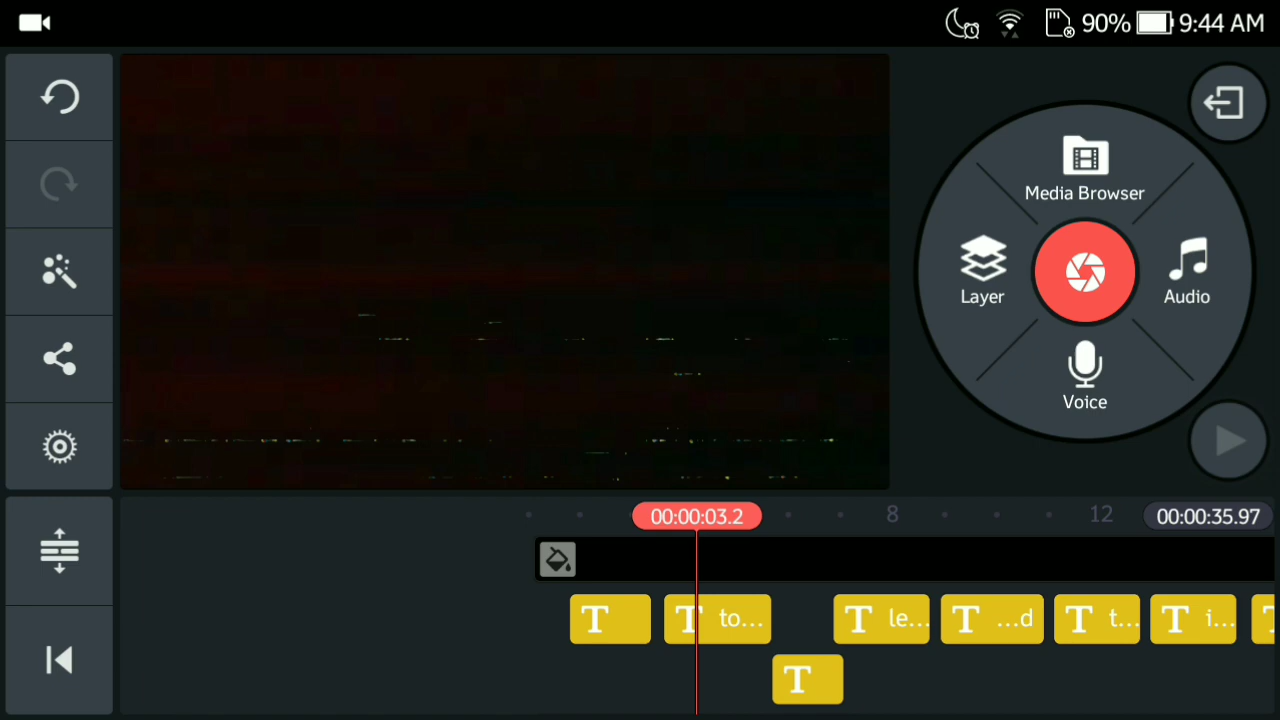 90% 9:44 AM
Media Browser
Layer
Audio
Voice
00:00:03.2
8
12
00:00:35.97
T
T to...
T le...
T ...d
T t...
T i...
T